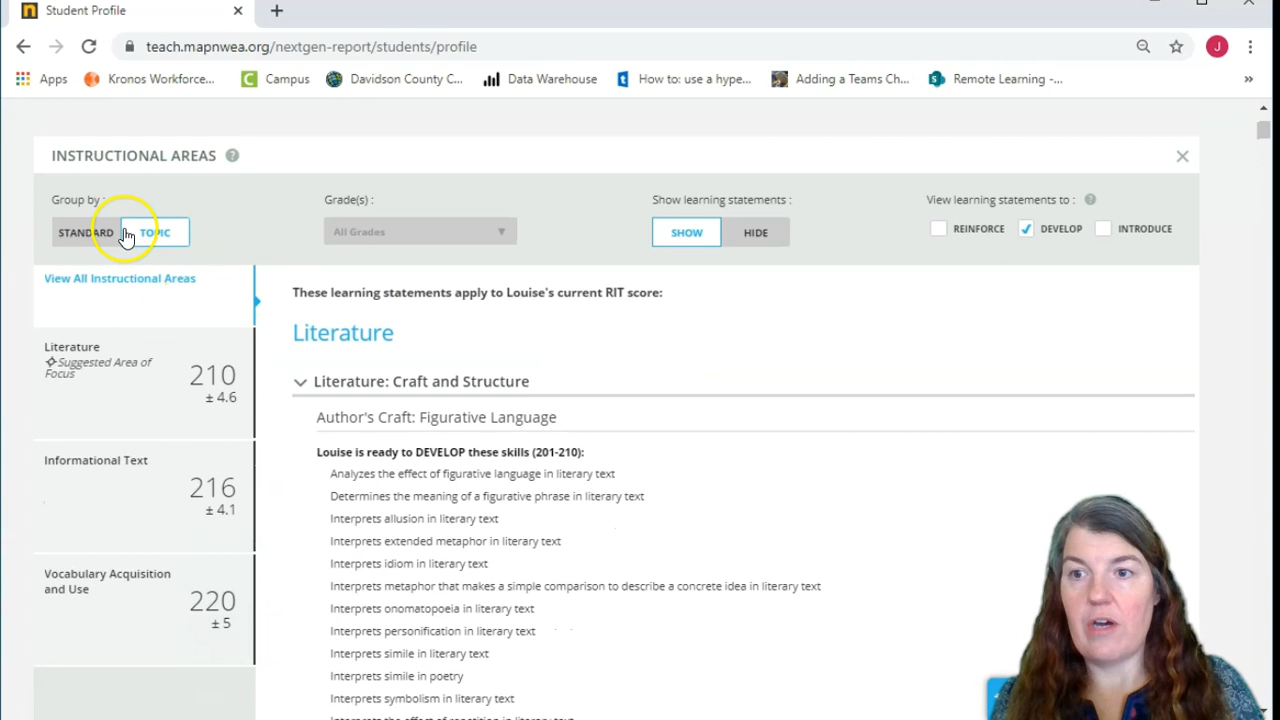 Student Profile
teach.mapnwea.org/nextgen-report/students/profile
J
Apps Kronos Workforce... Campus Davidson County C... Data Warehouse How to: use a hype... Adding a Teams Ch... Remote Learning -... »
INSTRUCTIONAL AREAS ?
Group by : Grade(s) : Show learning statements : View learning statements to : ?
STANDARD TOPIC All Grades SHOW HIDE REINFORCE DEVELOP INTRODUCE
View All Instructional Areas
These learning statements apply to Louise's current RIT score:
Literature
Suggested Area of
Focus
210
± 4.6
Informational Text
216
± 4.1
Vocabulary Acquisition
and Use
220
± 5
Literature
Literature: Craft and Structure
Author's Craft: Figurative Language
Louise is ready to DEVELOP these skills (201-210):
Analyzes the effect of figurative language in literary text
Determines the meaning of a figurative phrase in literary text
Interprets allusion in literary text
Interprets extended metaphor in literary text
Interprets idiom in literary text
Interprets metaphor that makes a simple comparison to describe a concrete idea in literary text
Interprets onomatopoeia in literary text
Interprets personification in literary text
Interprets simile in literary text
Interprets simile in poetry
Interprets symbolism in literary text
Interprets the effect of repetition in literary text